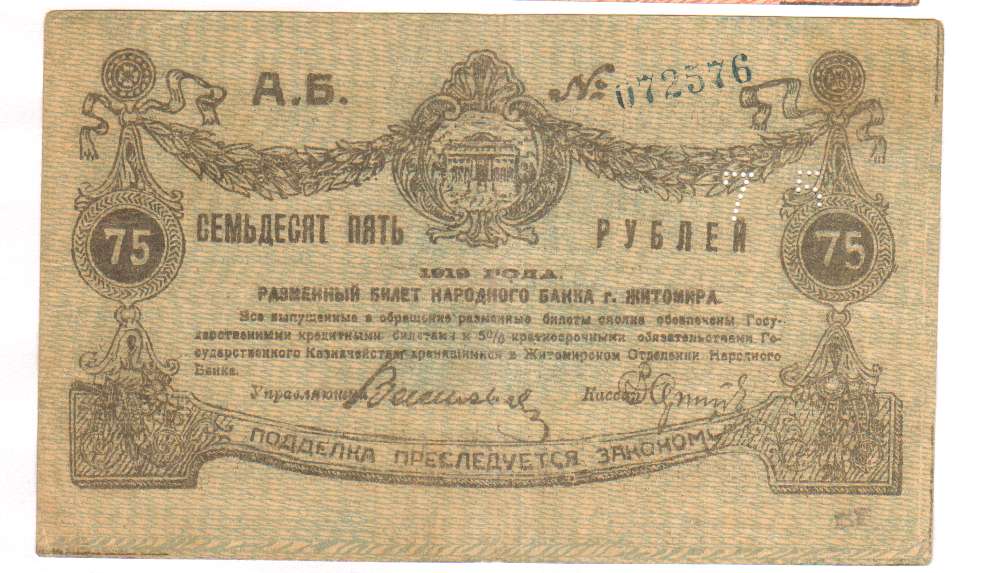 А.Б. № 072576
75 СЕМЬДЕСЯТ ПЯТЬ РУБЛЕЙ 75
1919 ГОДА.
РАЗМЕННЫЙ БИЛЕТ НАРОДНОГО БАНКА г. ЖИТОМИРА.
Все выпущенные в обращение разменные билеты сполна обезпечены Госу-
дарственными кредитными билетами и 5% краткосрочными обязательствами Го-
сударственного Казначейства хранящимися в Житомирском Отделении Народного
Банка.
Управляющий Кассир
ПОДДЕЛКА ПРЕСЛЕДУЕТСЯ ЗАКОНОМЪ